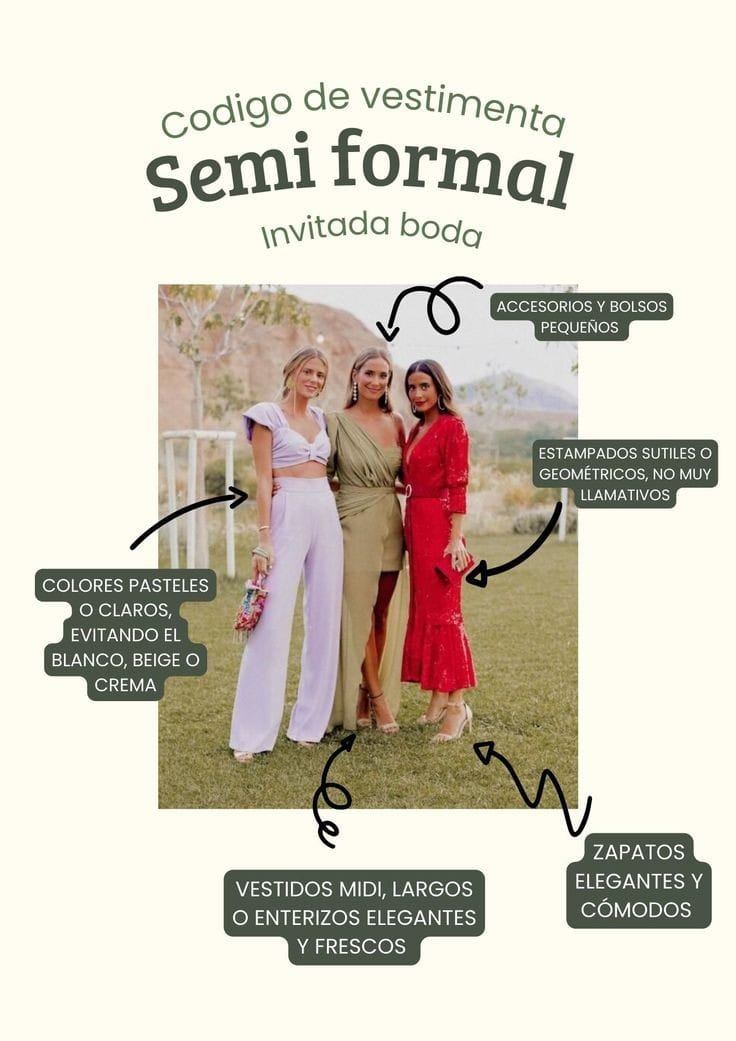 Codigo de vestimenta
Semi formal
Invitada boda
ACCESORIOS Y BOLSOS
PEQUEÑOS
ESTAMPADOS SUTILES O
GEOMÉTRICOS, NO MUY
LLAMATIVOS
COLORES PASTELES
O CLAROS,
EVITANDO EL
BLANCO, BEIGE O
CREMA
VESTIDOS MIDI, LARGOS
O ENTERIZOS ELEGANTES
Y FRESCOS
ZAPATOS
ELEGANTES Y
CÓMODOS